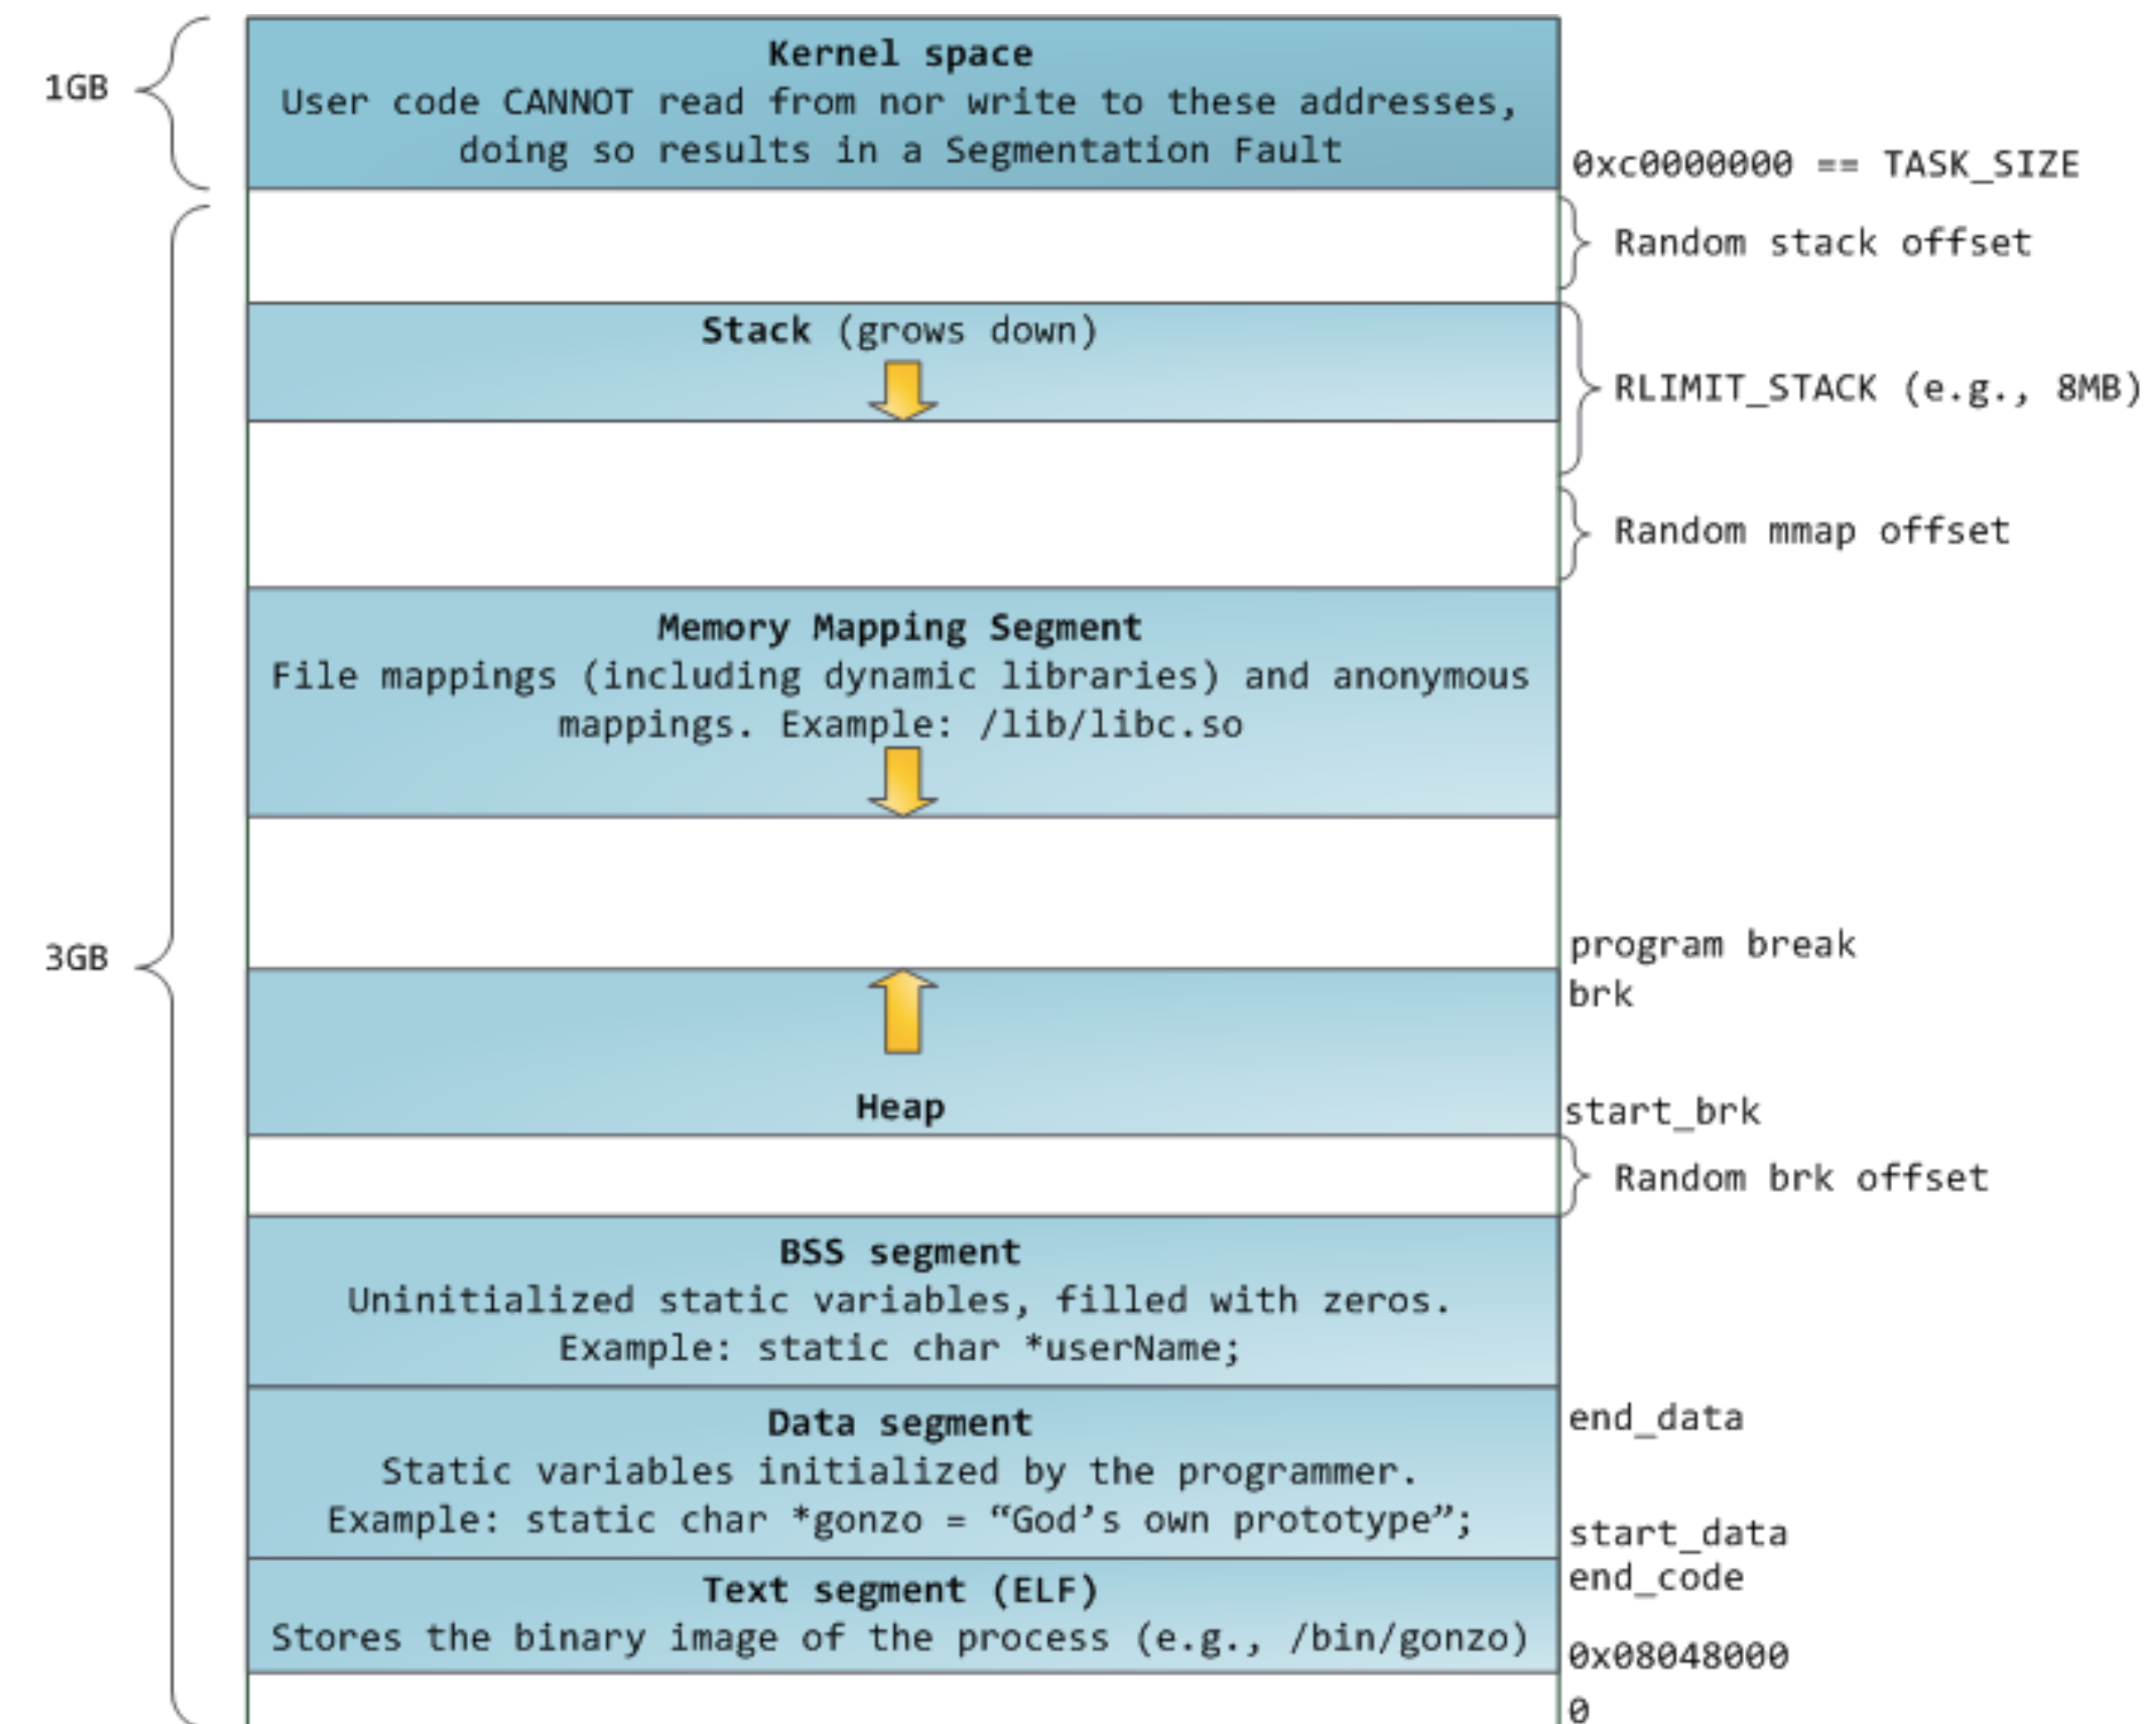 1GB
Kernel space
User code CANNOT read from nor write to these addresses,
doing so results in a Segmentation Fault
0xc0000000 == TASK_SIZE
Random stack offset
Stack (grows down)
RLIMIT_STACK (e.g., 8MB)
Random mmap offset
Memory Mapping Segment
File mappings (including dynamic libraries) and anonymous
mappings. Example: /lib/libc.so
3GB
program break
brk
Heap
start_brk
Random brk offset
BSS segment
Uninitialized static variables, filled with zeros.
Example: static char *userName;
Data segment
end_data
Static variables initialized by the programmer.
Example: static char *gonzo = “God’s own prototype”;
start_data
Text segment (ELF)
end_code
Stores the binary image of the process (e.g., /bin/gonzo)
0x08048000
0